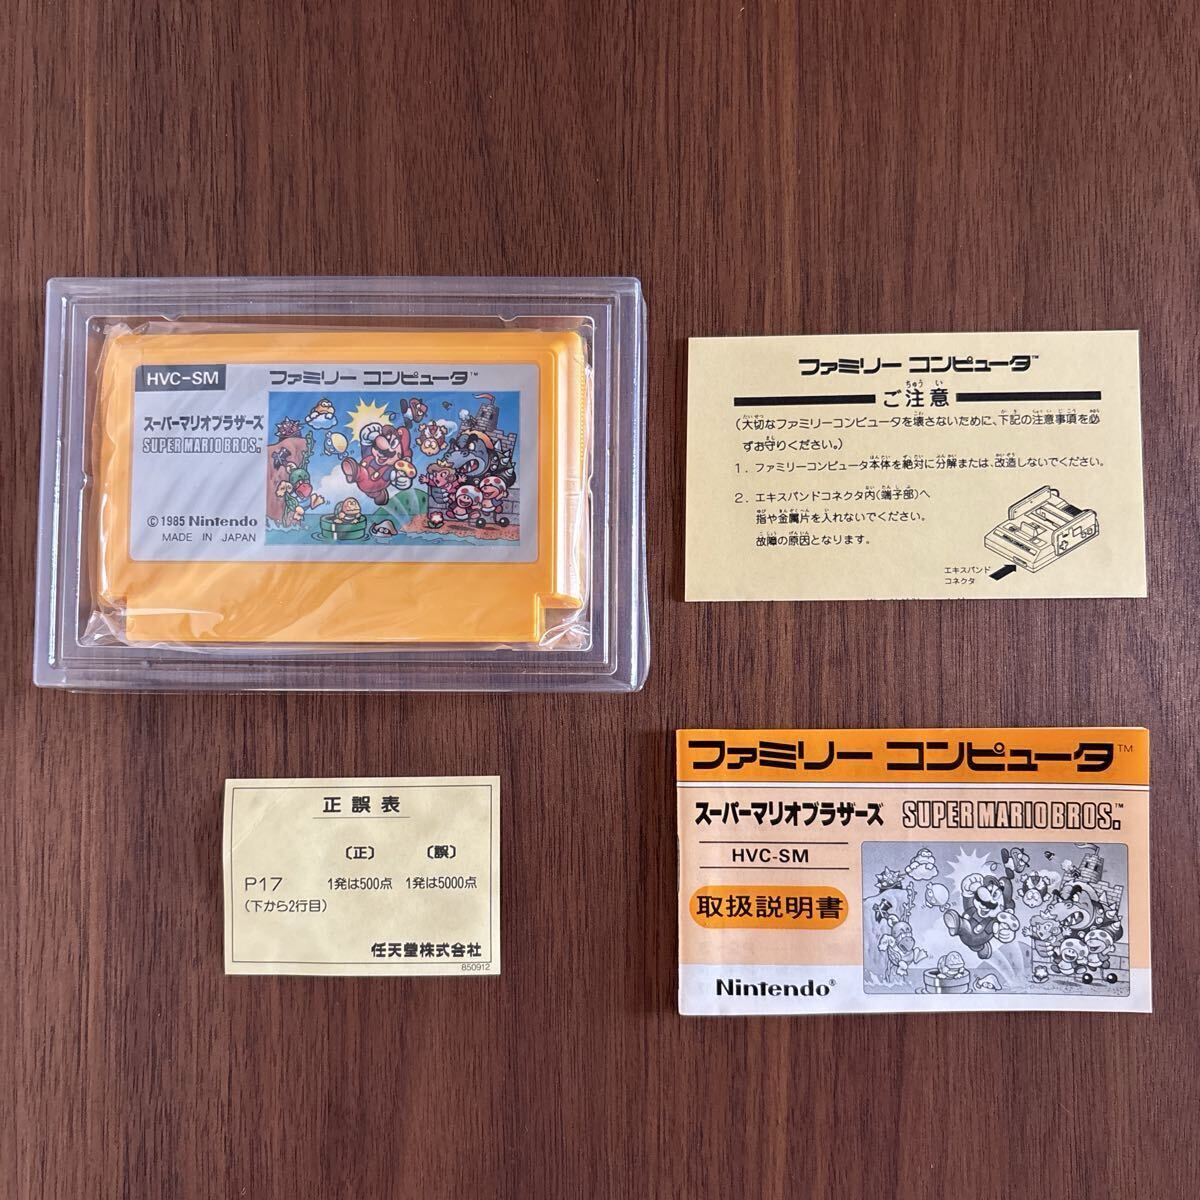 HVC-SM
ファミリー コンピュータ™
スーパーマリオブラザーズ
SUPER MARIO BROS.™
©1985 Nintendo
MADE IN JAPAN
ファミリー コンピュータ™
ご注意
(大切なファミリーコンピュータを壊さないために、下記の注意事項を必
ずお守りください。)
1. ファミリーコンピュータ本体を絶対に分解または、改造しないでください。
2. エキスパンドコネクタ内(端子部)へ
指や金属片を入れないでください。
故障の原因となります。
エキスパンド
コネクタ
正誤表
〔正〕 〔誤〕
P17 1発は500点 1発は5000点
(下から2行目)
任天堂株式会社
850912
ファミリー コンピュータ™
スーパーマリオブラザーズ SUPER MARIO BROS.™
HVC-SM
取扱説明書
Nintendo®